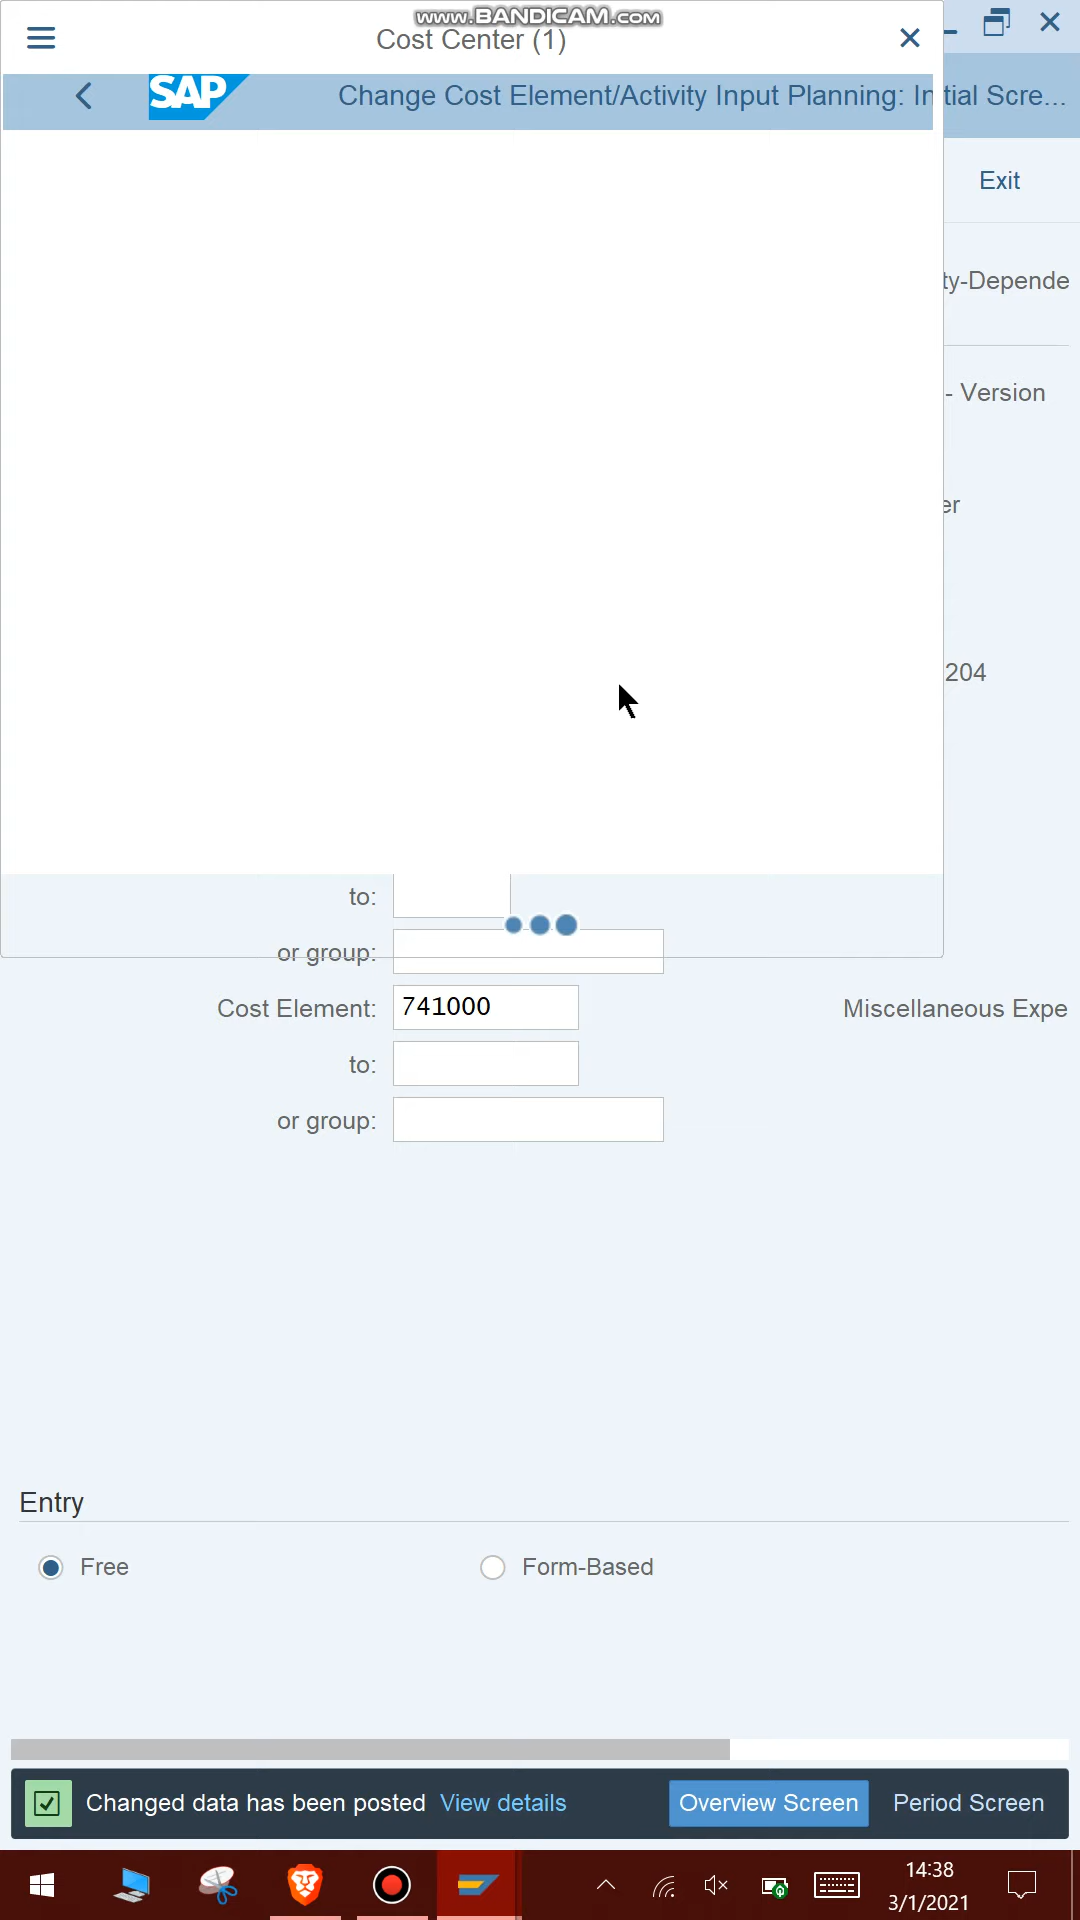 www.BANDICAM.com
Cost Center (1)
SAP
Change Cost Element/Activity Input Planning: Initial Scre...
Exit
ty-Depende
- Version
er
204
to:
or group:
Cost Element: 741000 Miscellaneous Expe
to:
or group:
Entry
Free Form-Based
Changed data has been posted View details Overview Screen Period Screen
14:38
3/1/2021